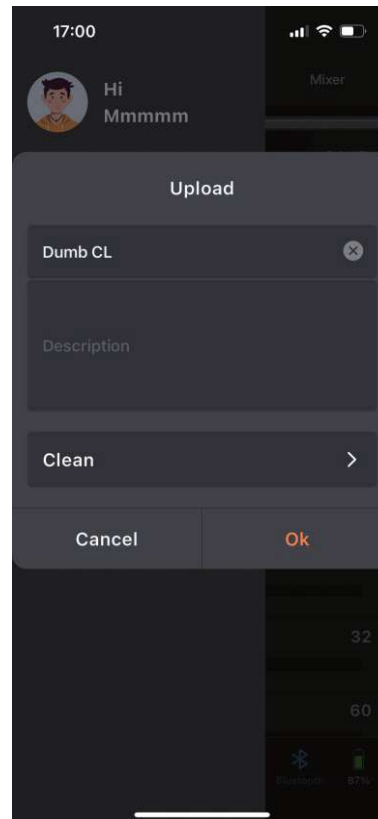 17:00
Hi
Mmmmm
Mixer
Upload
Dumb CL
Description
Clean
Cancel
Ok
32
60
Bluetooth
87%